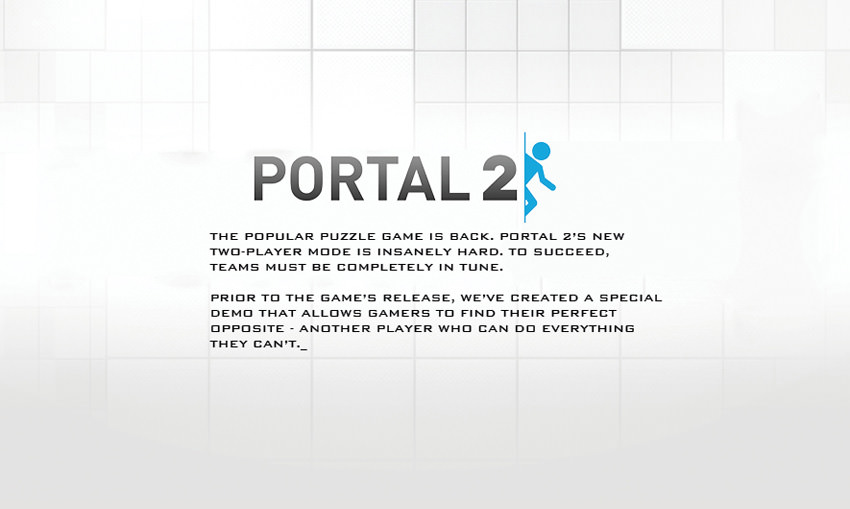 PORTAL 2
THE POPULAR PUZZLE GAME IS BACK. PORTAL 2'S NEW
TWO-PLAYER MODE IS INSANELY HARD. TO SUCCEED,
TEAMS MUST BE COMPLETELY IN TUNE.
PRIOR TO THE GAME'S RELEASE, WE'VE CREATED A SPECIAL
DEMO THAT ALLOWS GAMERS TO FIND THEIR PERFECT
OPPOSITE - ANOTHER PLAYER WHO CAN DO EVERYTHING
THEY CAN'T._